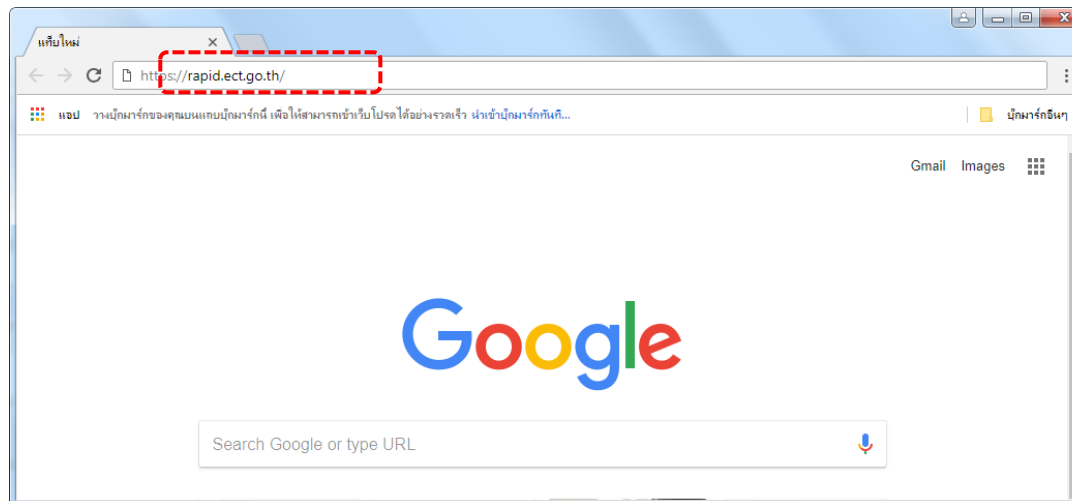 แท็บใหม่
https://rapid.ect.go.th/
แอป วางบุ๊กมาร์กของคุณบนแถบบุ๊กมาร์กนี้ เพื่อให้สามารถเข้าเว็บโปรดได้อย่างรวดเร็ว นำเข้าบุ๊กมาร์กทันที... บุ๊กมาร์กอื่นๆ
Gmail Images
Google
Search Google or type URL